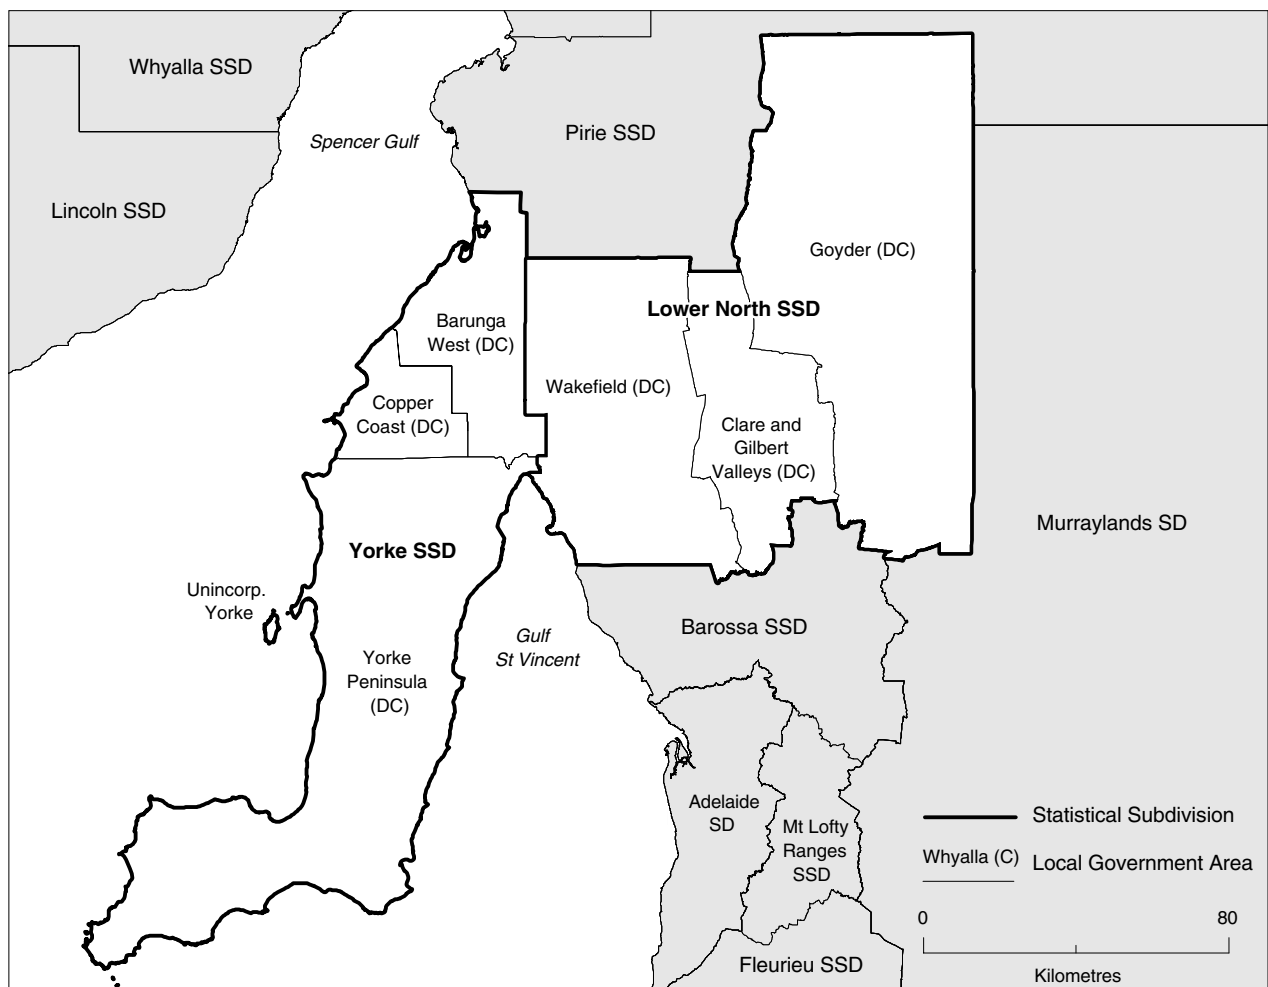 Whyalla SSD
Spencer Gulf
Pirie SSD
Lincoln SSD
Goyder (DC)
Lower North SSD
Barunga
West (DC)
Wakefield (DC)
Copper
Coast (DC)
Clare and
Gilbert
Valleys (DC)
Murraylands SD
Yorke SSD
Unincorp.
Yorke
Gulf
St Vincent
Barossa SSD
Yorke
Peninsula
(DC)
Adelaide
SD
Mt Lofty
Ranges
SSD
Statistical Subdivision
Whyalla (C)
Local Government Area
0
80
Kilometres
Fleurieu SSD